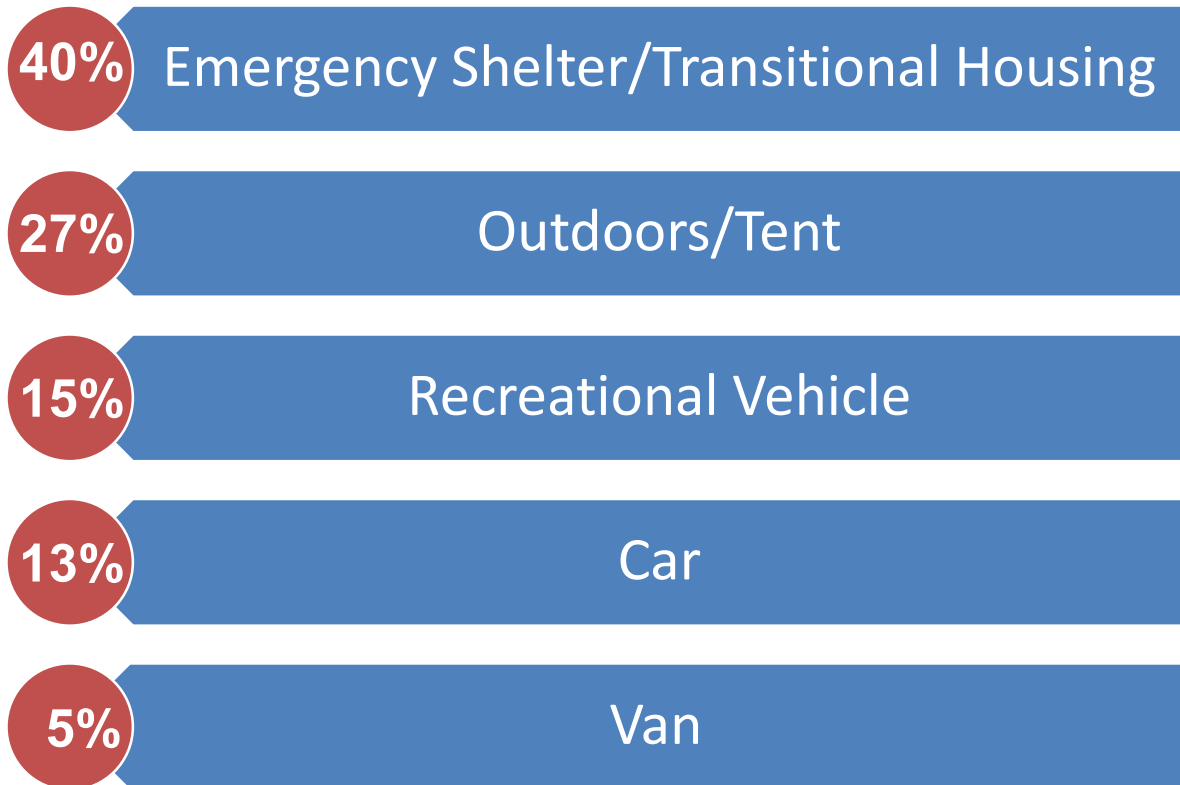 40% Emergency Shelter/Transitional Housing
27% Outdoors/Tent
15% Recreational Vehicle
13% Car
5% Van